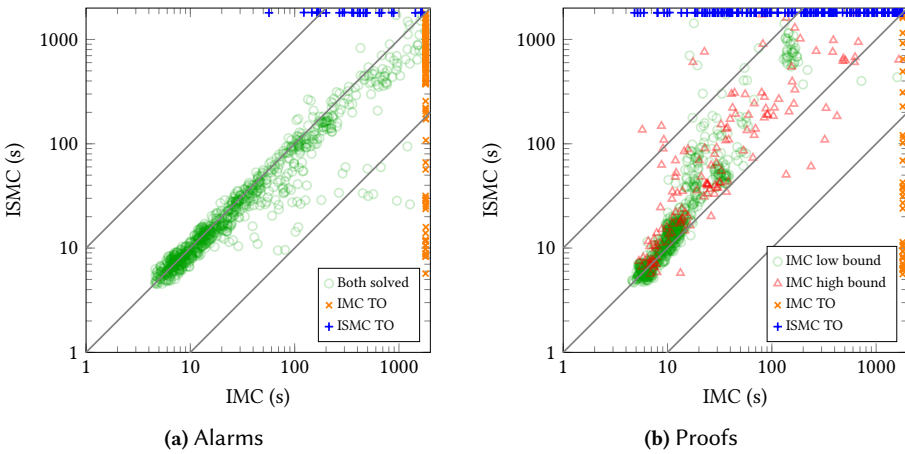 1000
100
10
1
ISMC (s)
1
10
100
1000
IMC (s)
Both solved
IMC TO
ISMC TO
(a) Alarms
1000
100
10
1
ISMC (s)
1
10
100
1000
IMC (s)
IMC low bound
IMC high bound
IMC TO
ISMC TO
(b) Proofs